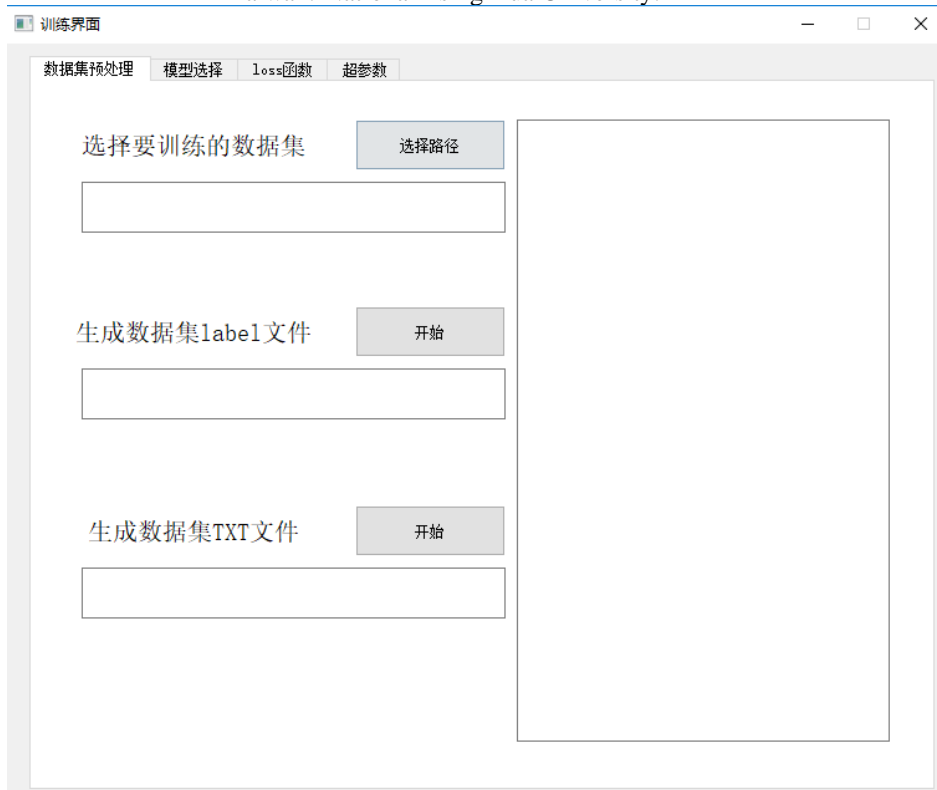 训练界面
数据集预处理 模型选择 loss函数 超参数
选择要训练的数据集 选择路径
生成数据集label文件 开始
生成数据集TXT文件 开始